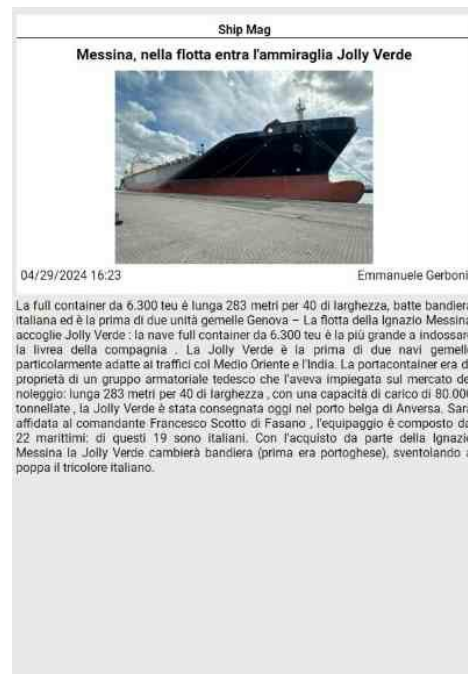 Ship Mag
Messina, nella flotta entra l'ammiraglia Jolly Verde
04/29/2024 16:23
Emmanuele Gerboni
La full container da 6.300 teu è lunga 283 metri per 40 di larghezza, batte bandiera
italiana ed è la prima di due unità gemelle Genova – La flotta della Ignazio Messina
accoglie Jolly Verde : la nave full container da 6.300 teu è la più grande a indossare
la livrea della compagnia . La Jolly Verde è la prima di due navi gemelle
particolarmente adatte ai traffici col Medio Oriente e l'India. La portacontainer era di
proprietà di un gruppo armatoriale tedesco che l'aveva impiegata sul mercato del
noleggio: lunga 283 metri per 40 di larghezza , con una capacità di carico di 80.000
tonnellate , la Jolly Verde è stata consegnata oggi nel porto belga di Anversa. Sarà
affidata al comandante Francesco Scotto di Fasano , l'equipaggio è composto da
22 marittimi: di questi 19 sono italiani. Con l'acquisto da parte della Ignazio
Messina la Jolly Verde cambierà bandiera (prima era portoghese), sventolando a
poppa il tricolore italiano.